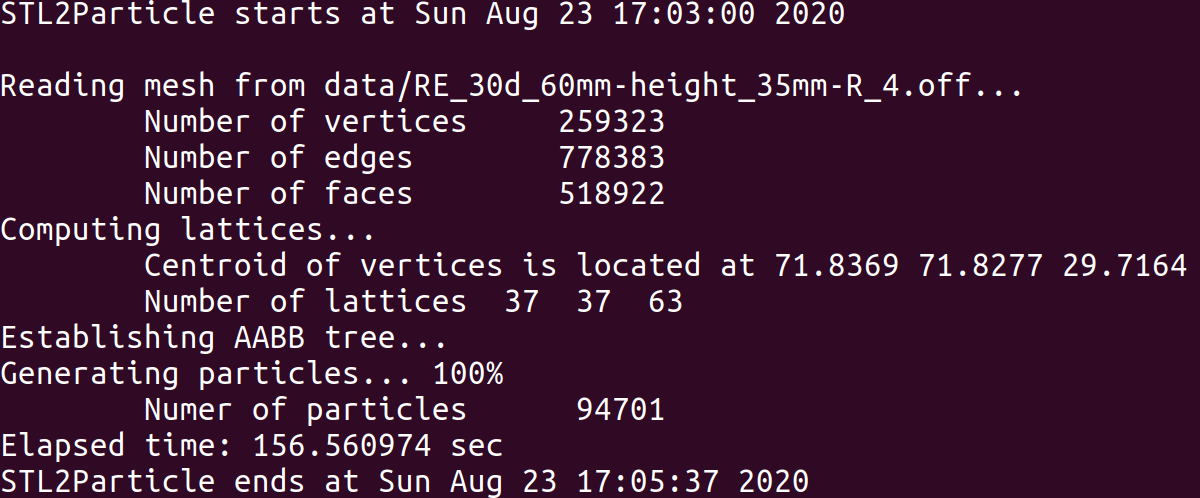 STL2Particle starts at Sun Aug 23 17:03:00 2020
Reading mesh from data/RE_30d_60mm-height_35mm-R_4.off...
Number of vertices 259323
Number of edges 778383
Number of faces 518922
Computing lattices...
Centroid of vertices is located at 71.8369 71.8277 29.7164
Number of lattices 37 37 63
Establishing AABB tree...
Generating particles... 100%
Numer of particles 94701
Elapsed time: 156.560974 sec
STL2Particle ends at Sun Aug 23 17:05:37 2020